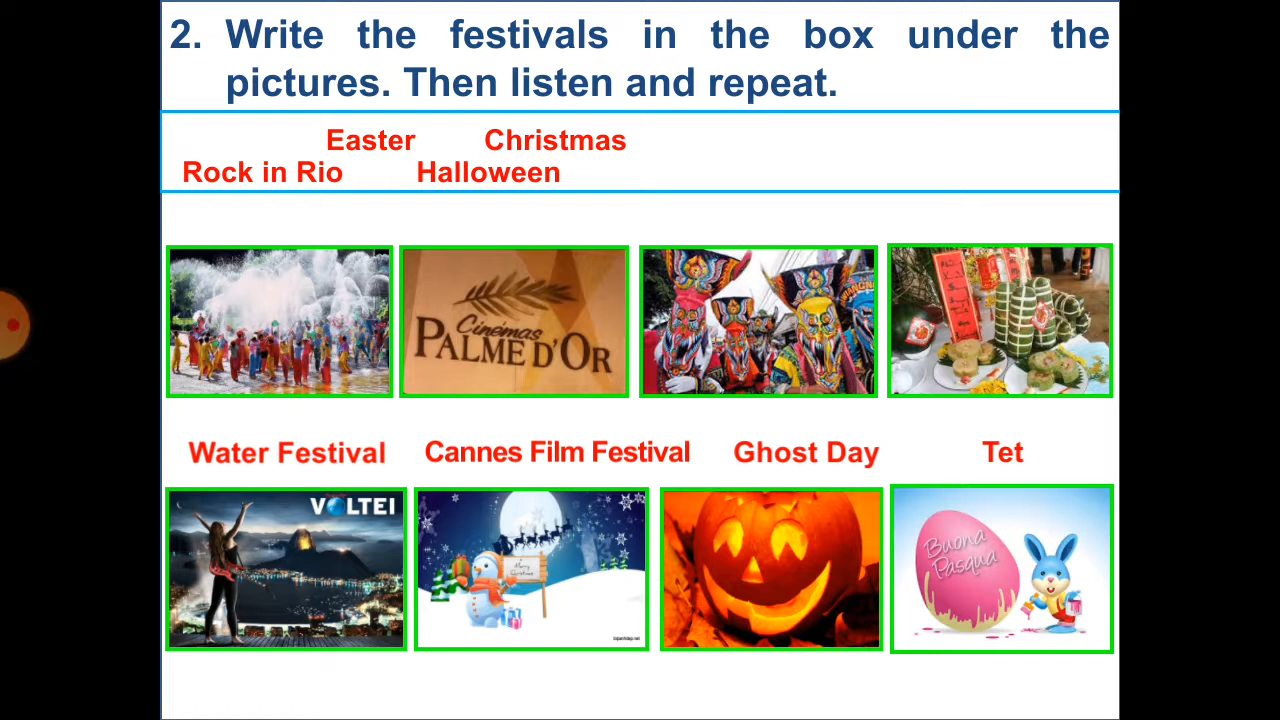 2. Write the festivals in the box under the
pictures. Then listen and repeat.
Easter Christmas
Rock in Rio Halloween
Cinemas
PALME D'OR
Water Festival Cannes Film Festival Ghost Day Tet
VOLTEI
Merry
Christmas
Buona
Pasqua